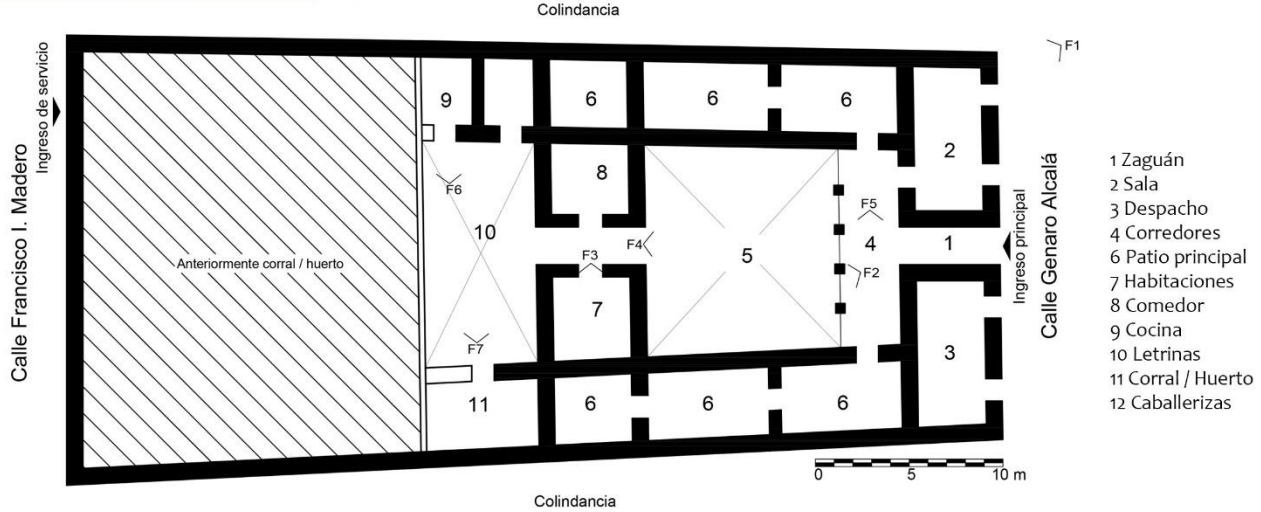 Colindancia
Calle Francisco I. Madero
Ingreso de servicio
F1
9
6
6
6
2
8
F6
F5
10
F4
4
1
Ingreso principal
Calle Genaro Alcalá
Anteriormente corral / huerto
F3
5
F2
7
F7
3
11
6
6
6
0 5 10 m
Colindancia
1 Zaguán
2 Sala
3 Despacho
4 Corredores
6 Patio principal
7 Habitaciones
8 Comedor
9 Cocina
10 Letrinas
11 Corral / Huerto
12 Caballerizas